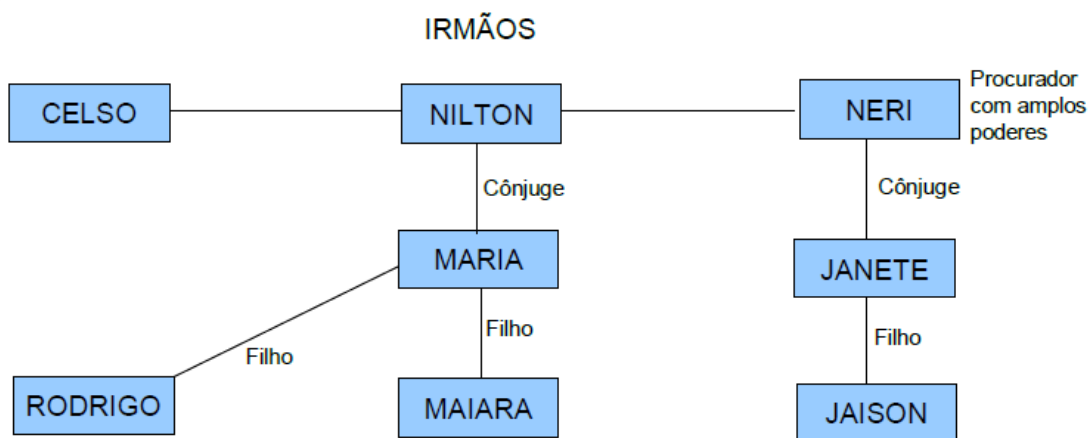 IRMÃOS
CELSO
NILTON
NERI
Procurador
com amplos
poderes
Cônjuge
Cônjuge
MARIA
JANETE
Filho
Filho
Filho
RODRIGO
MAIARA
JAISON